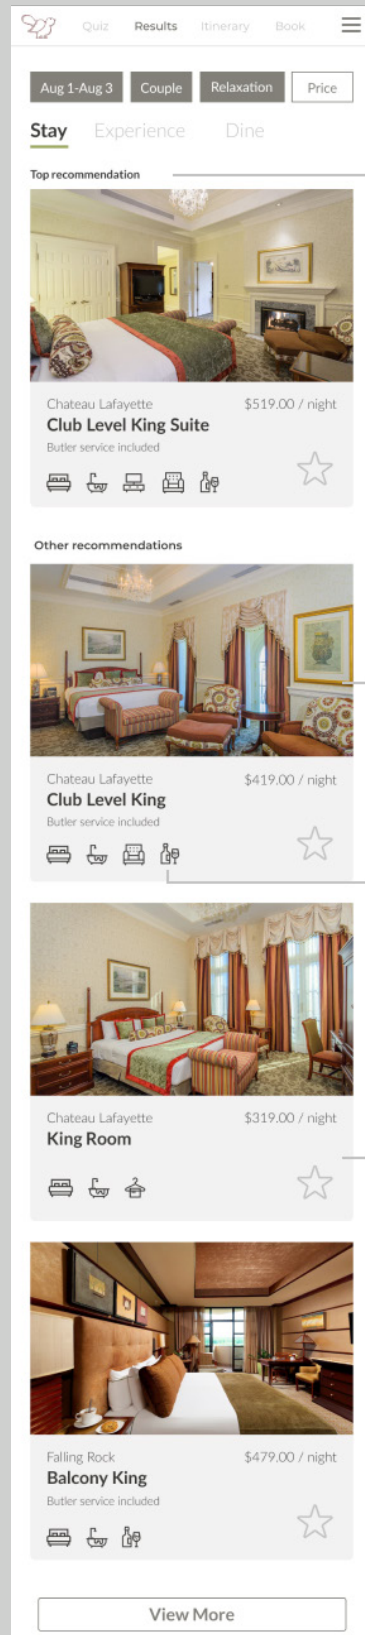 Quiz Results Itinerary Book
Aug 1-Aug 3 Couple Relaxation Price
Stay Experience Dine
Top recommendation
Chateau Lafayette $519.00 / night
Club Level King Suite
Butler service included
Other recommendations
Chateau Lafayette $419.00 / night
Club Level King
Butler service included
Chateau Lafayette $319.00 / night
King Room
Falling Rock $479.00 / night
Balcony King
Butler service included
View More